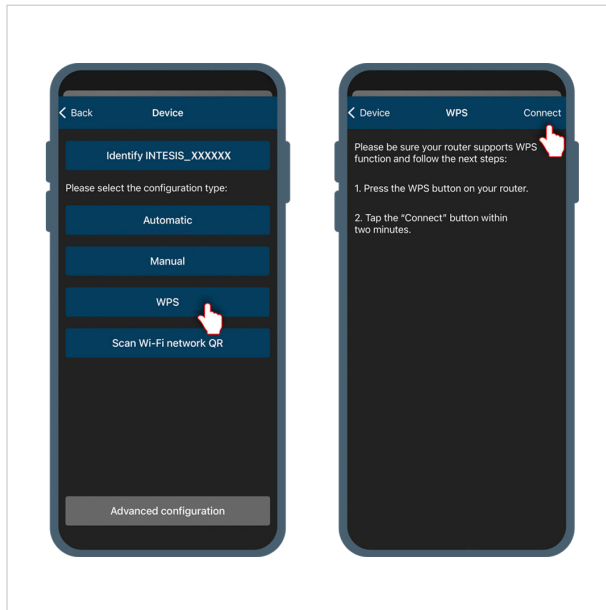 Back Device
Identify INTESIS_XXXXXX
Please select the configuration type:
Automatic
Manual
WPS
Scan Wi-Fi network QR
Advanced configuration
Device WPS Connect
Please be sure your router supports WPS
function and follow the next steps:
1. Press the WPS button on your router.
2. Tap the “Connect” button within
two minutes.